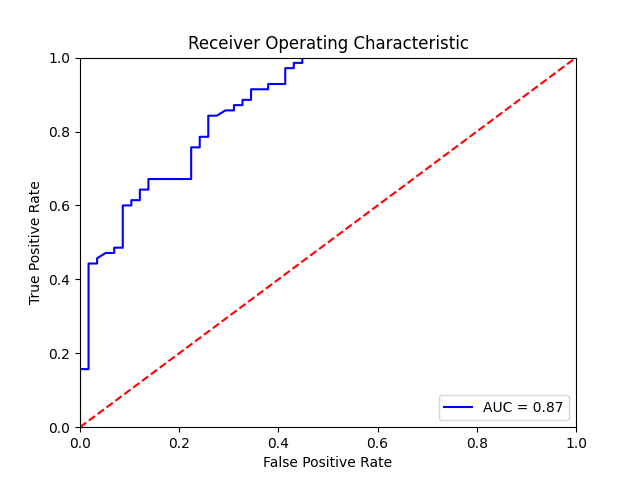 Receiver Operating Characteristic
1.0
0.8
0.6
0.4
0.2
0.0
True Positive Rate
AUC = 0.87
0.0 0.2 0.4 0.6 0.8 1.0
False Positive Rate